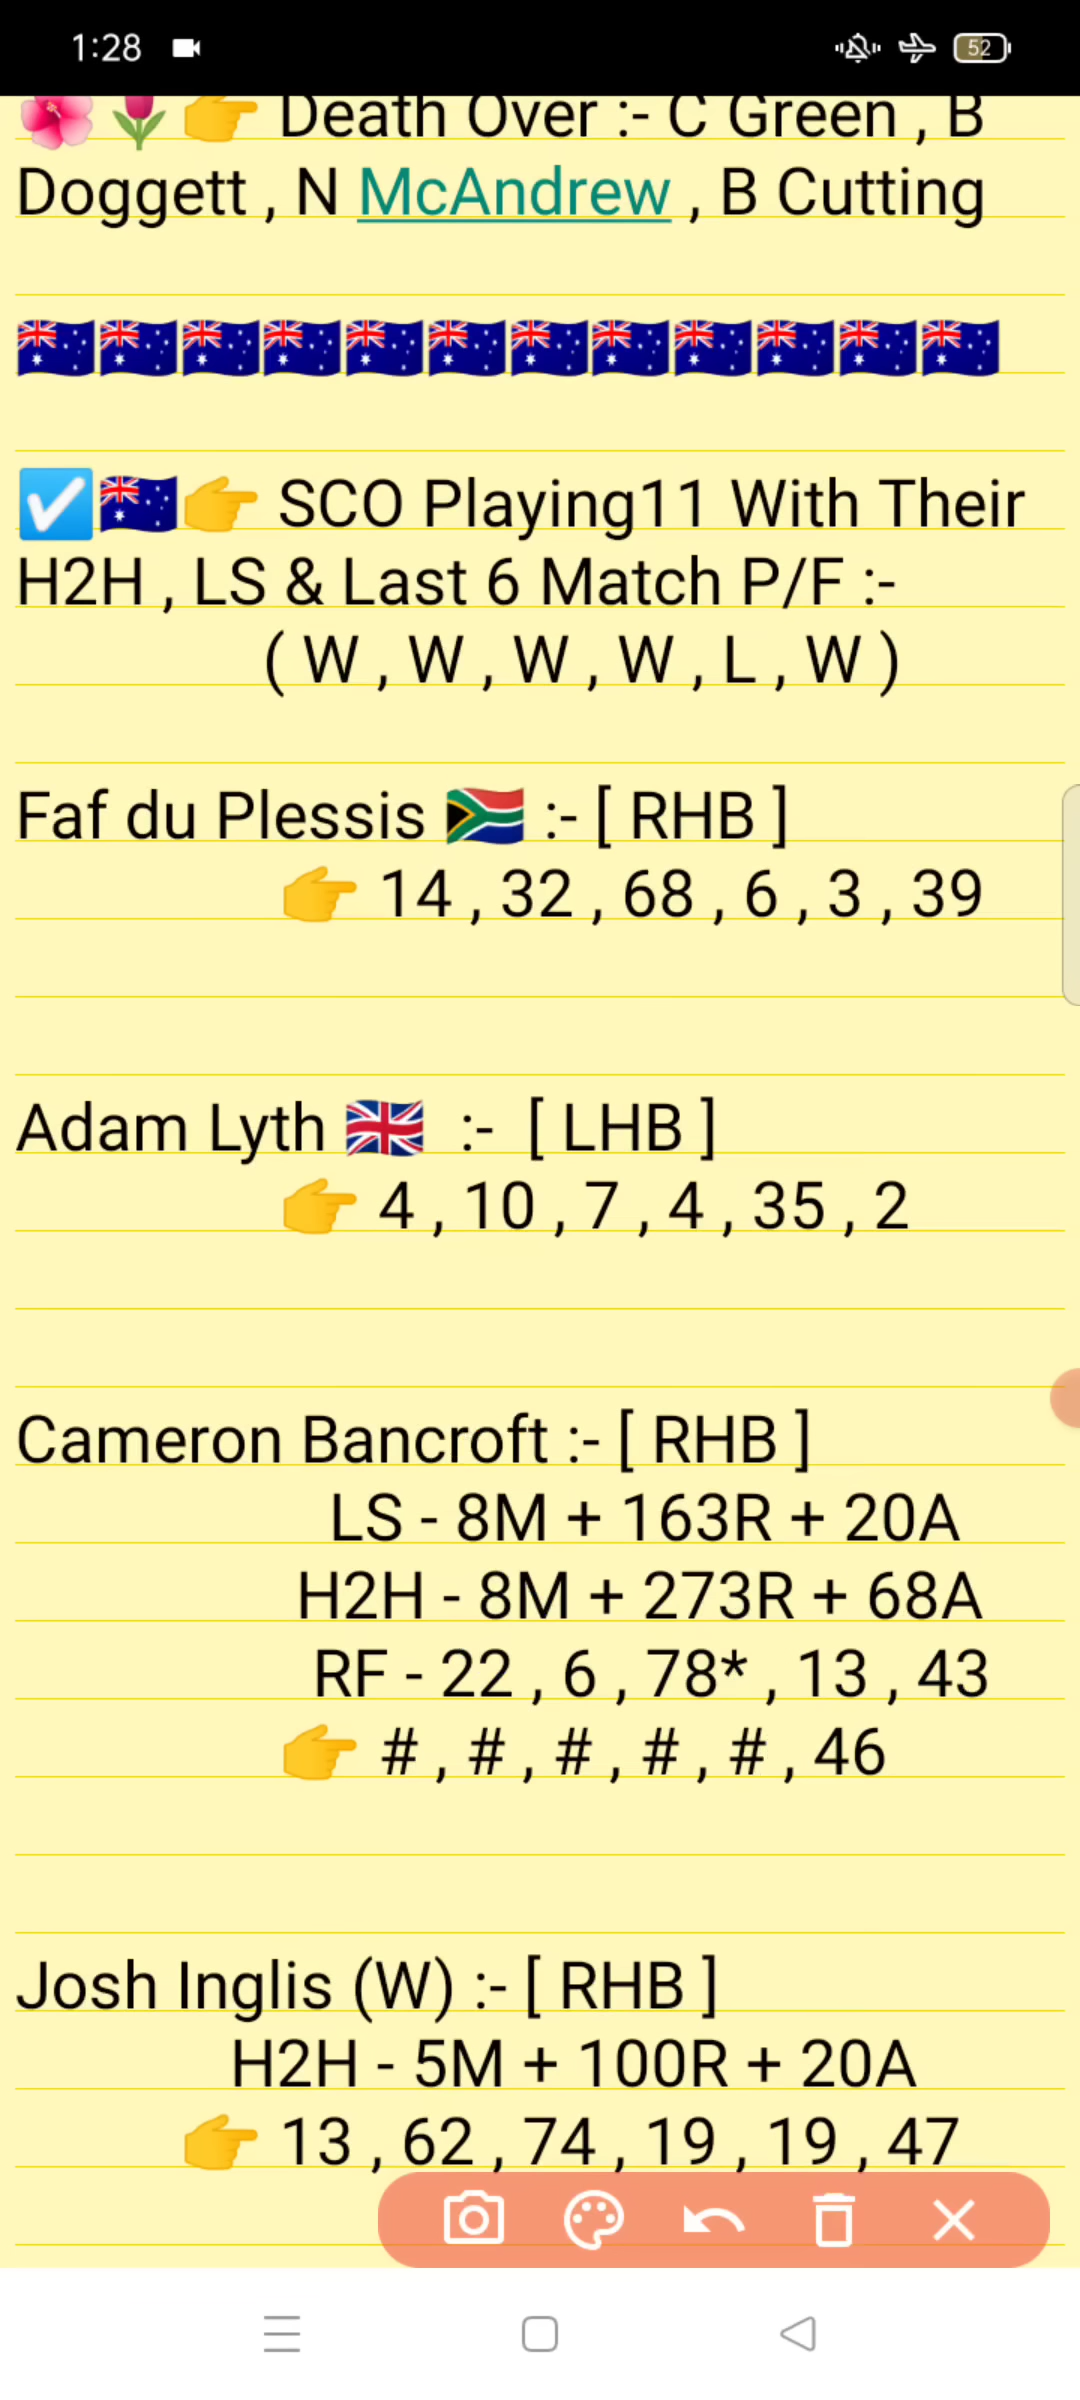 1:28
52
Death Over :- C Green , B
Doggett , N McAndrew , B Cutting
SCO Playing11 With Their
H2H , LS & Last 6 Match P/F :-
( W , W , W , W , L , W )
Faf du Plessis :- [ RHB ]
14 , 32 , 68 , 6 , 3 , 39
Adam Lyth :- [ LHB ]
4 , 10 , 7 , 4 , 35 , 2
Cameron Bancroft :- [ RHB ]
LS - 8M + 163R + 20A
H2H - 8M + 273R + 68A
RF - 22 , 6 , 78* , 13 , 43
# , # , # , # , # , 46
Josh Inglis (W) :- [ RHB ]
H2H - 5M + 100R + 20A
13 , 62 , 74 , 19 , 19 , 47